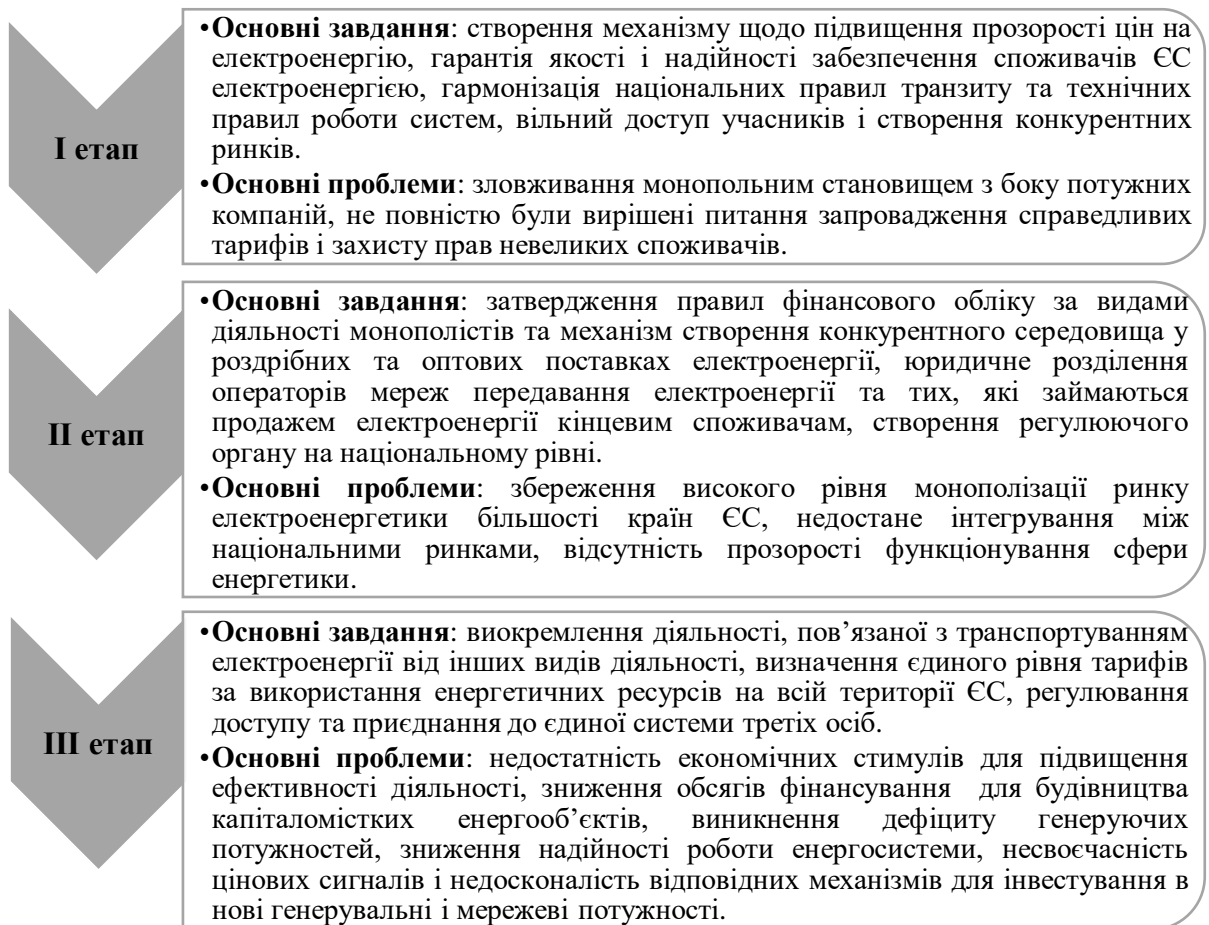 I етап
•Основні завдання: створення механізму щодо підвищення прозорості цін на
електроенергію, гарантія якості і надійності забезпечення споживачів ЄС
електроенергією, гармонізація національних правил транзиту та технічних
правил роботи систем, вільний доступ учасників і створення конкурентних
ринків.
•Основні проблеми: зловживання монопольним становищем з боку потужних
компаній, не повністю були вирішені питання запровадження справедливих
тарифів і захисту прав невеликих споживачів.
II етап
•Основні завдання: затвердження правил фінансового обліку за видами
діяльності монополістів та механізм створення конкурентного середовища у
роздрібних та оптових поставках електроенергії, юридичне розділення
операторів мереж передавання електроенергії та тих, які займаються
продажем електроенергії кінцевим споживачам, створення регулюючого
органу на національному рівні.
•Основні проблеми: збереження високого рівня монополізації ринку
електроенергетики більшості країн ЄС, недостане інтегрування між
національними ринками, відсутність прозорості функціонування сфери
енергетики.
III етап
•Основні завдання: виокремлення діяльності, пов’язаної з транспортуванням
електроенергії від інших видів діяльності, визначення єдиного рівня тарифів
за використання енергетичних ресурсів на всій території ЄС, регулювання
доступу та приєднання до єдиної системи третіх осіб.
•Основні проблеми: недостатність економічних стимулів для підвищення
ефективності діяльності, зниження обсягів фінансування для будівництва
капіталомістких енергооб’єктів, виникнення дефіциту генеруючих
потужностей, зниження надійності роботи енергосистеми, несвоєчасність
цінових сигналів і недосконалість відповідних механізмів для інвестування в
нові генерувальні і мережеві потужності.